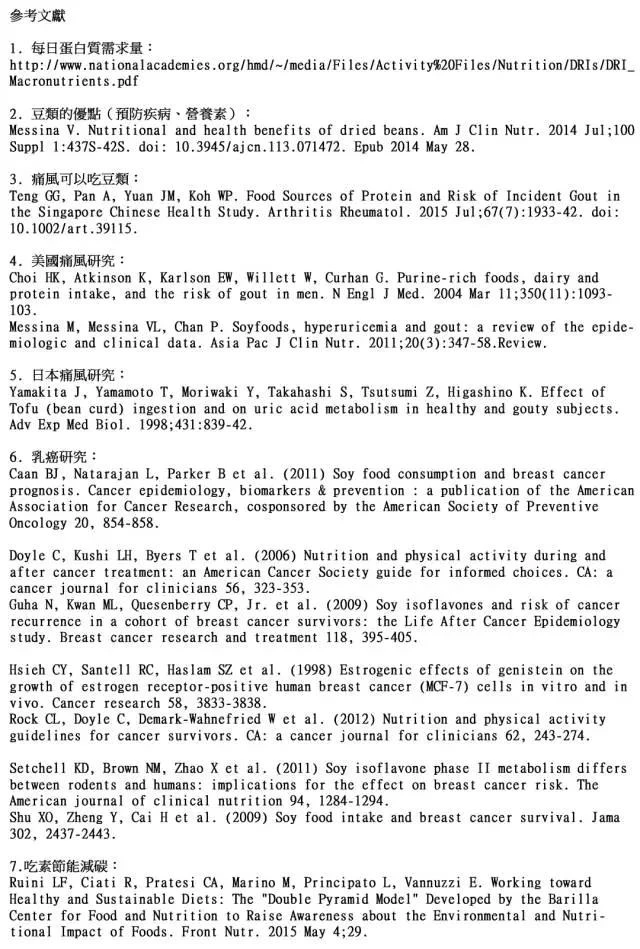 參考文獻
1. 每日蛋白質需求量：
http://www.nationalacademies.org/hmd/~/media/Files/Activity%20Files/Nutrition/DRIs/DRI_
Macronutrients.pdf
2. 豆類的優點（預防疾病、營養素）：
Messina V. Nutritional and health benefits of dried beans. Am J Clin Nutr. 2014 Jul;100
Suppl 1:437S-42S. doi: 10.3945/ajcn.113.071472. Epub 2014 May 28.
3. 痛風可以吃豆類：
Teng GG, Pan A, Yuan JM, Koh WP. Food Sources of Protein and Risk of Incident Gout in
the Singapore Chinese Health Study. Arthritis Rheumatol. 2015 Jul;67(7):1933-42. doi:
10.1002/art.39115.
4. 美國痛風研究：
Choi HK, Atkinson K, Karlson EW, Willett W, Curhan G. Purine-rich foods, dairy and
protein intake, and the risk of gout in men. N Engl J Med. 2004 Mar 11;350(11):1093-
103.
Messina M, Messina VL, Chan P. Soyfoods, hyperuricemia and gout: a review of the epide-
miologic and clinical data. Asia Pac J Clin Nutr. 2011;20(3):347-58.Review.
5. 日本痛風研究：
Yamakita J, Yamamoto T, Moriwaki Y, Takahashi S, Tsutsumi Z, Higashino K. Effect of
Tofu (bean curd) ingestion and on uric acid metabolism in healthy and gouty subjects.
Adv Exp Med Biol. 1998;431:839-42.
6. 乳癌研究：
Caan BJ, Natarajan L, Parker B et al. (2011) Soy food consumption and breast cancer
prognosis. Cancer epidemiology, biomarkers & prevention : a publication of the American
Association for Cancer Research, cosponsored by the American Society of Preventive
Oncology 20, 854-858.
Doyle C, Kushi LH, Byers T et al. (2006) Nutrition and physical activity during and
after cancer treatment: an American Cancer Society guide for informed choices. CA: a
cancer journal for clinicians 56, 323-353.
Guha N, Kwan ML, Quesenberry CP, Jr. et al. (2009) Soy isoflavones and risk of cancer
recurrence in a cohort of breast cancer survivors: the Life After Cancer Epidemiology
study. Breast cancer research and treatment 118, 395-405.
Hsieh CY, Santell RC, Haslam SZ et al. (1998) Estrogenic effects of genistein on the
growth of estrogen receptor-positive human breast cancer (MCF-7) cells in vitro and in
vivo. Cancer research 58, 3833-3838.
Rock CL, Doyle C, Demark-Wahnefried W et al. (2012) Nutrition and physical activity
guidelines for cancer survivors. CA: a cancer journal for clinicians 62, 243-274.
Setchell KD, Brown NM, Zhao X et al. (2011) Soy isoflavone phase II metabolism differs
between rodents and humans: implications for the effect on breast cancer risk. The
American journal of clinical nutrition 94, 1284-1294.
Shu XO, Zheng Y, Cai H et al. (2009) Soy food intake and breast cancer survival. Jama
302, 2437-2443.
7.吃素節能減碳：
Ruini LF, Ciati R, Pratesi CA, Marino M, Principato L, Vannuzzi E. Working toward
Healthy and Sustainable Diets: The "Double Pyramid Model" Developed by the Barilla
Center for Food and Nutrition to Raise Awareness about the Environmental and Nutri-
tional Impact of Foods. Front Nutr. 2015 May 4;29.